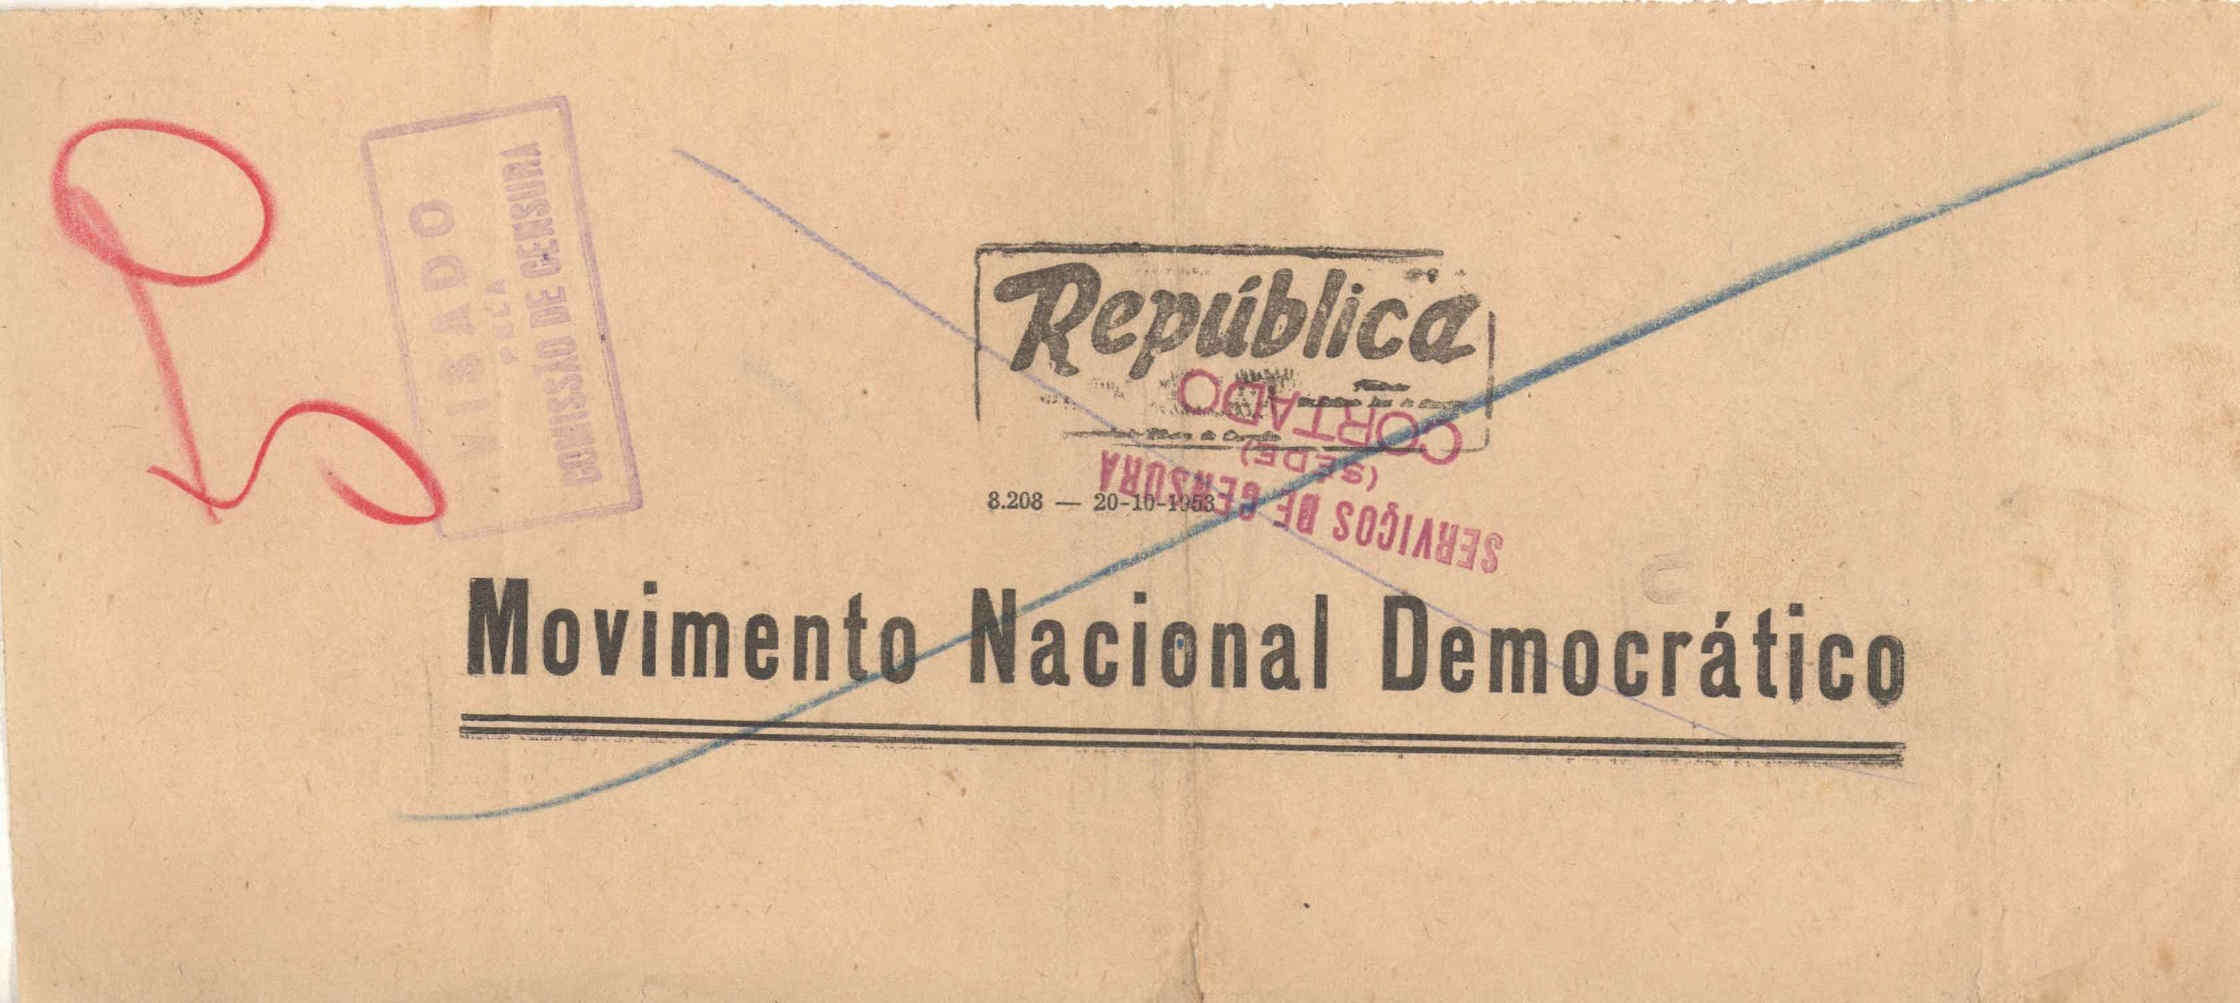 VISADO
PELA
COMISSÃO DE CENSURA
República
CORTADO
(SEDE)
SERVIÇOS DE CENSURA
8.208 — 20-10-1953
Movimento Nacional Democrático